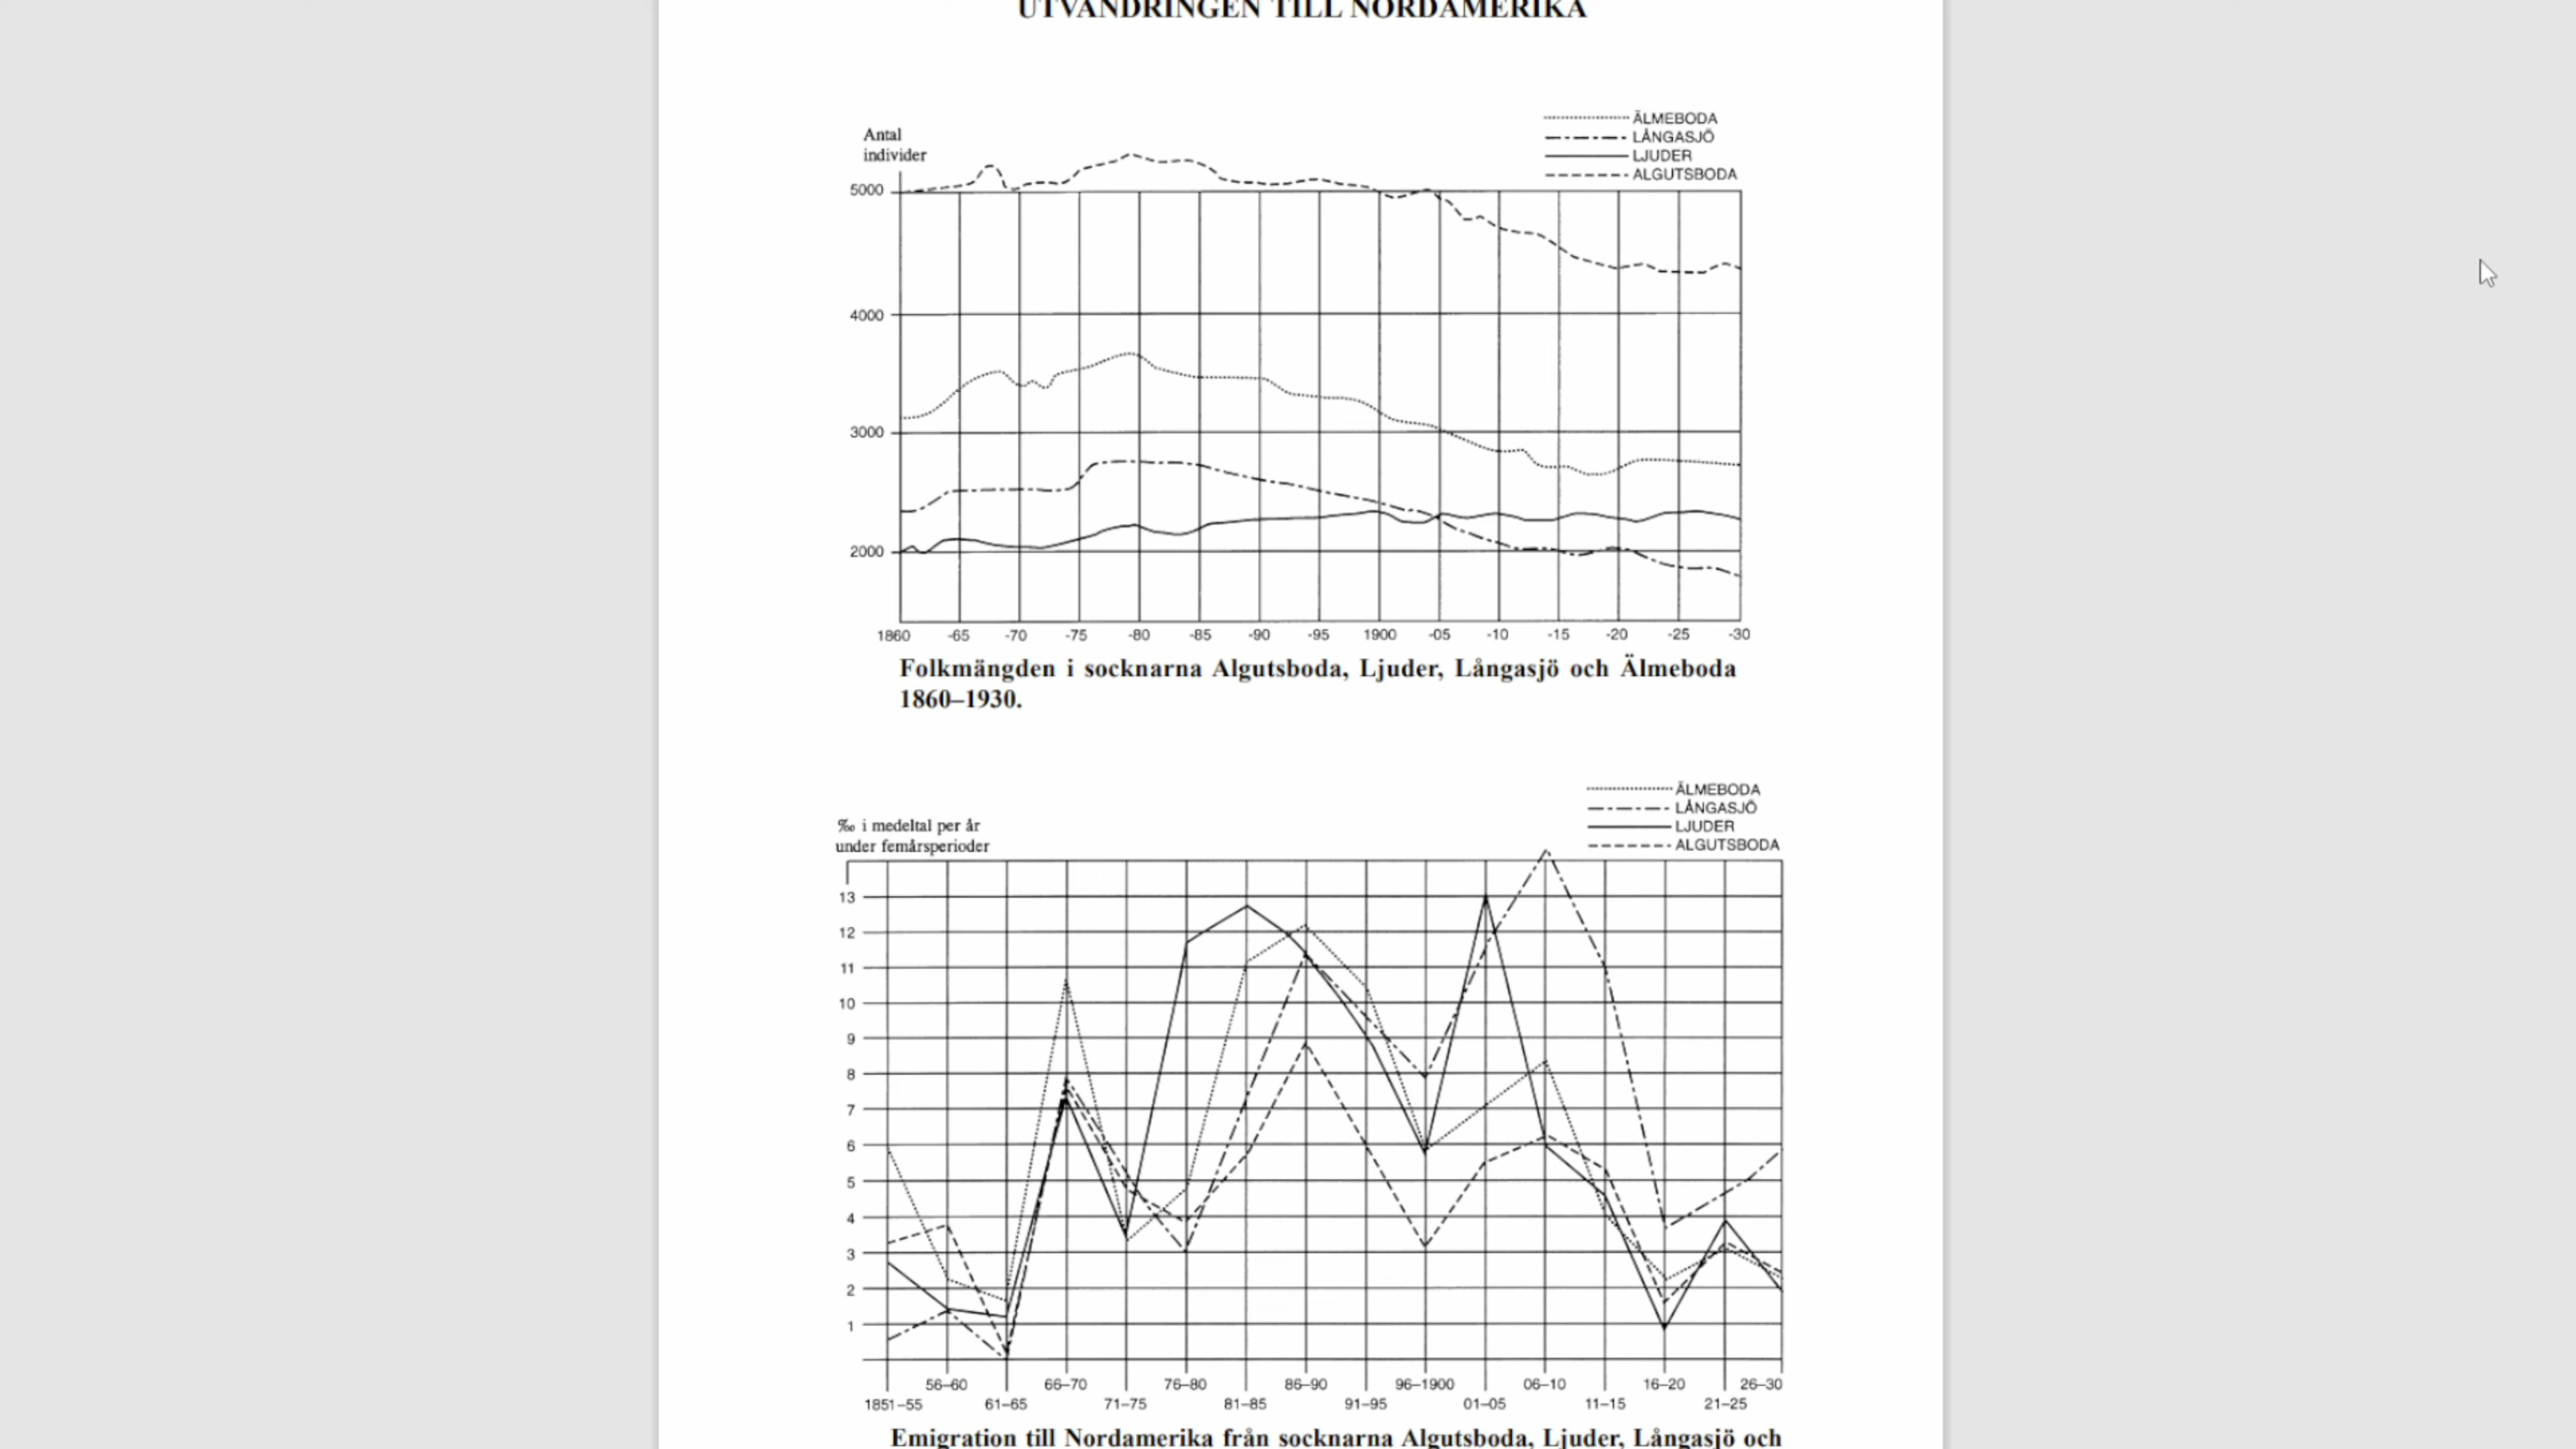 UTVANDRINGEN TILL NORDAMERIKA
Antal
individer
ÄLMEBODA
LÅNGASJÖ
LJUDER
ALGUTSBODA
5000
4000
3000
2000
1860 -65 -70 -75 -80 -85 -90 -95 1900 -05 -10 -15 -20 -25 -30
Folkmängden i socknarna Algutsboda, Ljuder, Långasjö och Älmeboda
1860–1930.
ÄLMEBODA
LÅNGASJÖ
LJUDER
ALGUTSBODA
‰ i medeltal per år
under femårsperioder
13
12
11
10
9
8
7
6
5
4
3
2
1
56–60 66–70 76–80 86–90 96–1900 06–10 16–20 26–30
1851–55 61–65 71–75 81–85 91–95 01–05 11–15 21–25
Emigration till Nordamerika från socknarna Algutsboda, Ljuder, Långasjö och